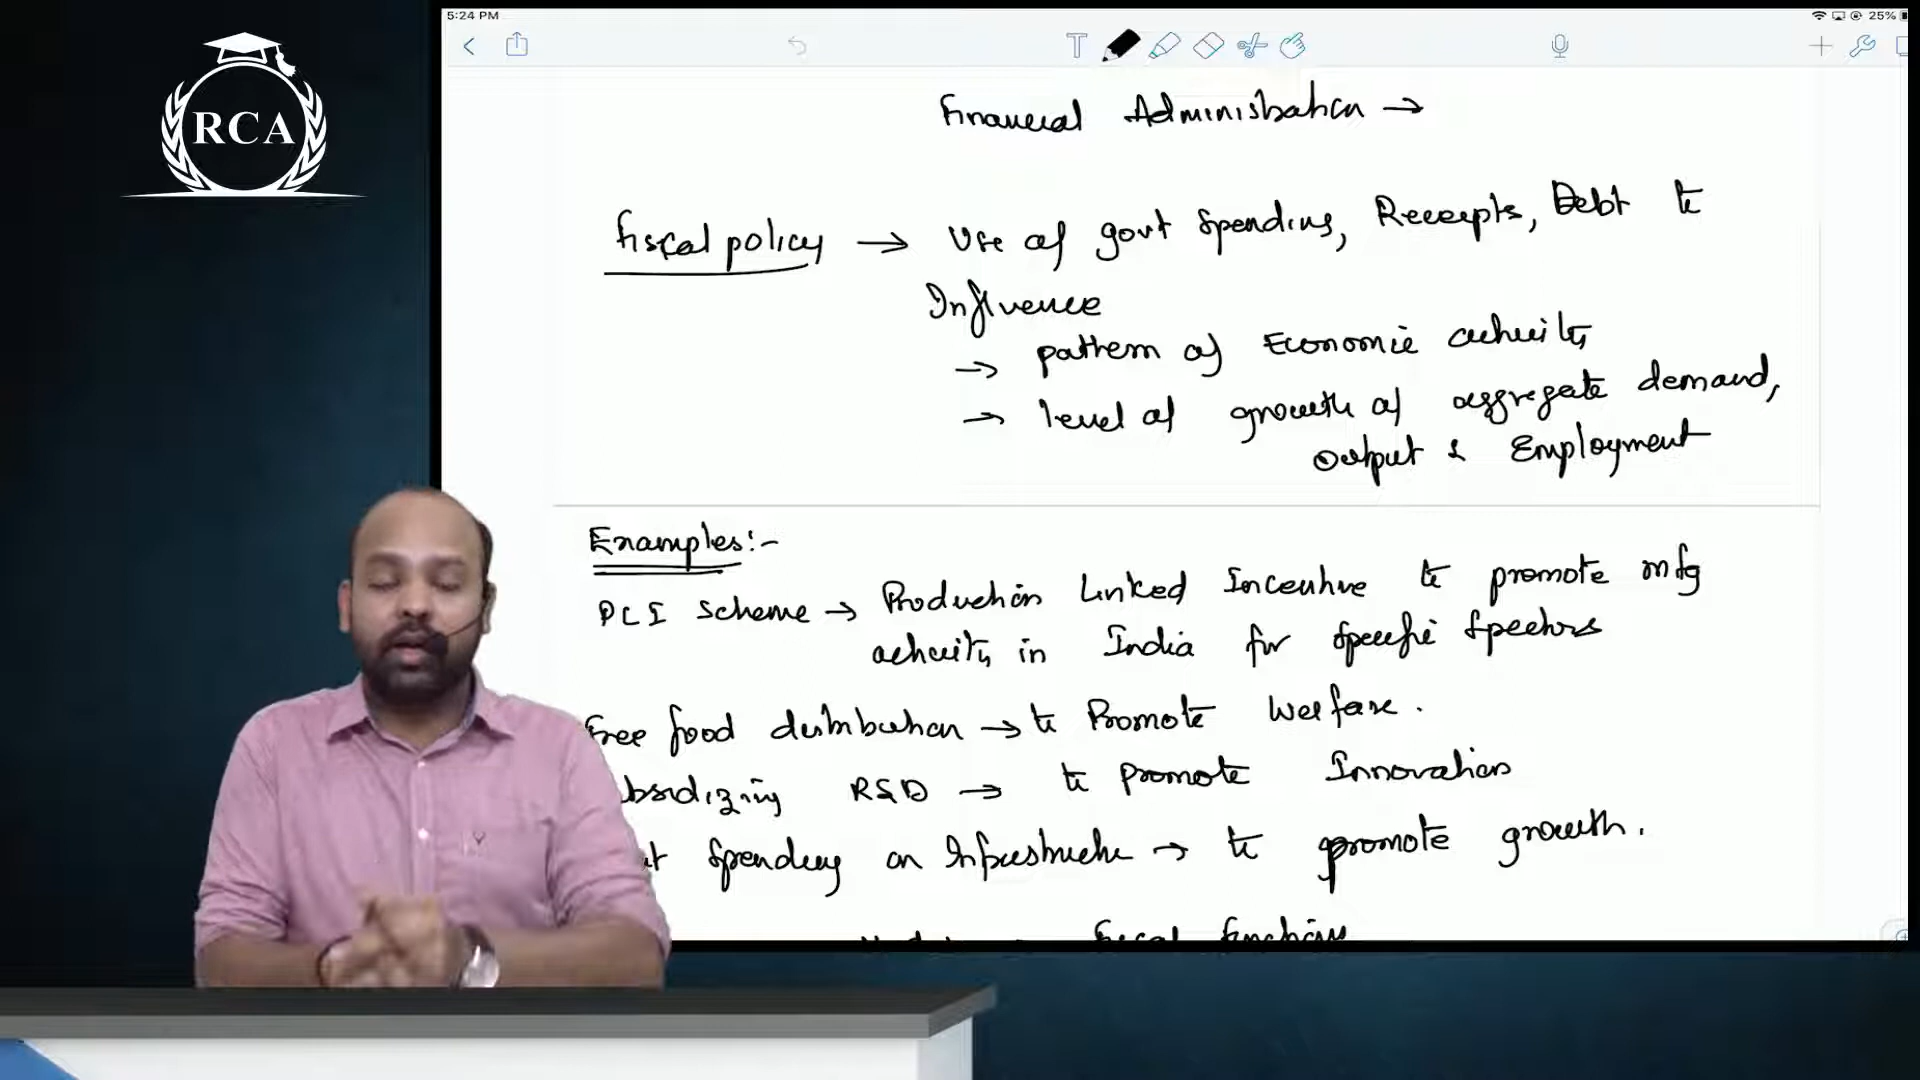 5:24 PM
25%
RCA
T
Financial Administration →
fiscal policy → Use of govt spending, Receipts, Debt to
Influence
→ pattern of Economic activity
→ level of growth of aggregate demand,
output & Employment
Examples:-
PLI Scheme → Production Linked Incentive to promote mfg
activity in India for specific spectors
Free food distribution → to Promote Welfare.
bsidizing R&D → to promote Innovation
t spending on Infrastructure → to promote growth.
Fiscal functions